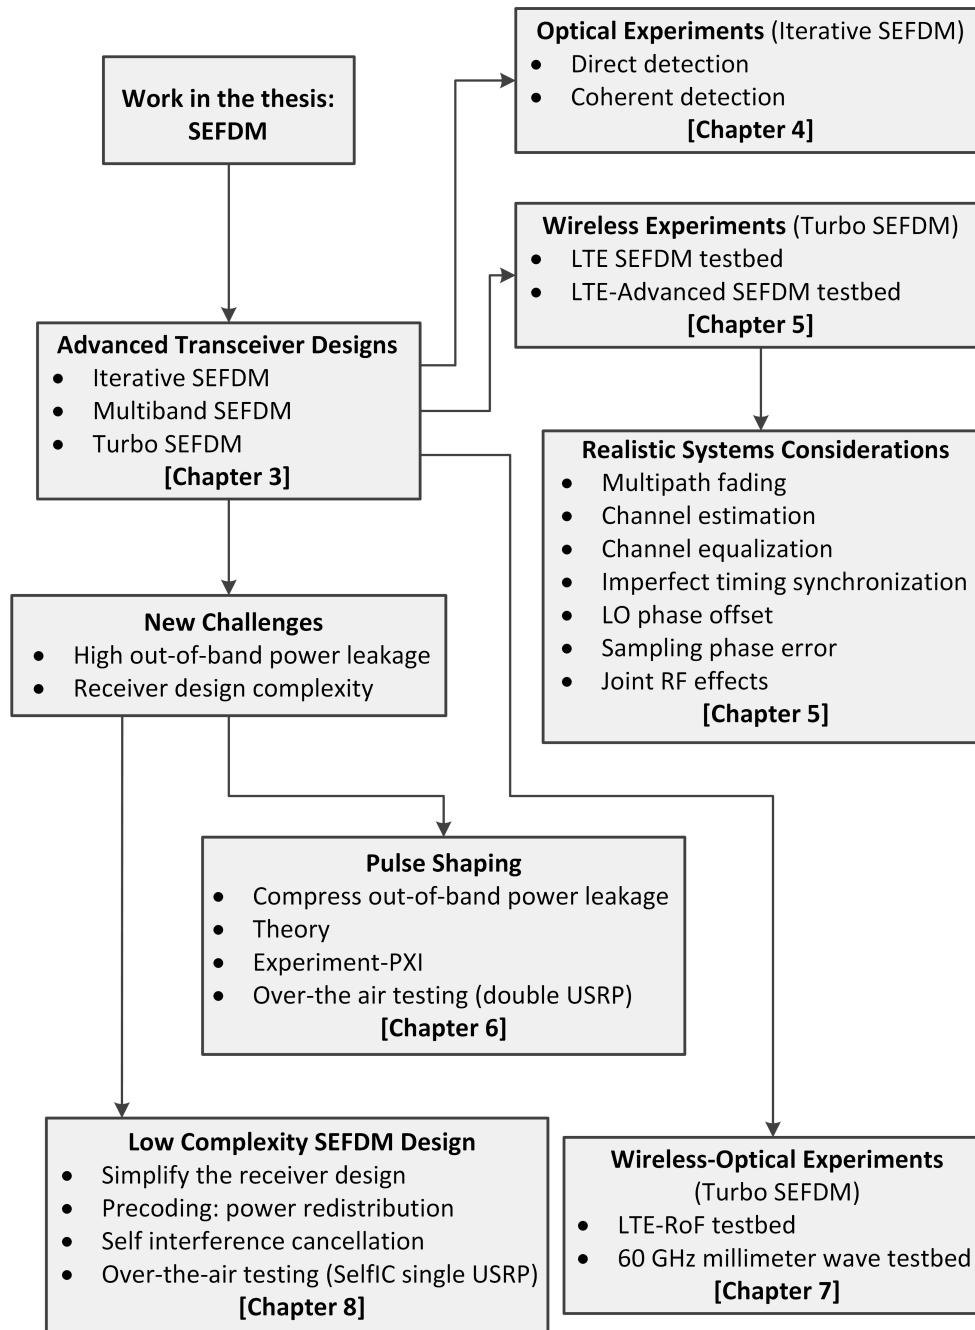 Work in the thesis:
SEFDM
Optical Experiments (Iterative SEFDM)
• Direct detection
• Coherent detection
[Chapter 4]
Wireless Experiments (Turbo SEFDM)
• LTE SEFDM testbed
• LTE-Advanced SEFDM testbed
[Chapter 5]
Advanced Transceiver Designs
• Iterative SEFDM
• Multiband SEFDM
• Turbo SEFDM
[Chapter 3]
Realistic Systems Considerations
• Multipath fading
• Channel estimation
• Channel equalization
• Imperfect timing synchronization
• LO phase offset
• Sampling phase error
• Joint RF effects
[Chapter 5]
New Challenges
• High out-of-band power leakage
• Receiver design complexity
Pulse Shaping
• Compress out-of-band power leakage
• Theory
• Experiment-PXI
• Over-the air testing (double USRP)
[Chapter 6]
Low Complexity SEFDM Design
• Simplify the receiver design
• Precoding: power redistribution
• Self interference cancellation
• Over-the-air testing (SelfIC single USRP)
[Chapter 8]
Wireless-Optical Experiments
(Turbo SEFDM)
• LTE-RoF testbed
• 60 GHz millimeter wave testbed
[Chapter 7]